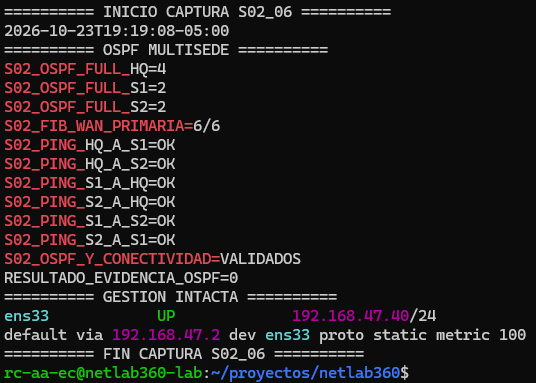 ========== INICIO CAPTURA S02_06 ==========
2026-10-23T19:19:08-05:00
========== OSPF MULTISEDE ==========
S02_OSPF_FULL_HQ=4
S02_OSPF_FULL_S1=2
S02_OSPF_FULL_S2=2
S02_FIB_WAN_PRIMARIA=6/6
S02_PING_HQ_A_S1=OK
S02_PING_HQ_A_S2=OK
S02_PING_S1_A_HQ=OK
S02_PING_S2_A_HQ=OK
S02_PING_S1_A_S2=OK
S02_PING_S2_A_S1=OK
S02_OSPF_Y_CONECTIVIDAD=VALIDADOS
RESULTADO_EVIDENCIA_OSPF=0
========== GESTION INTACTA ==========
ens33 UP 192.168.47.40/24
default via 192.168.47.2 dev ens33 proto static metric 100
========== FIN CAPTURA S02_06 ==========
rc-aa-ec@netlab360-lab:~/proyectos/netlab360$